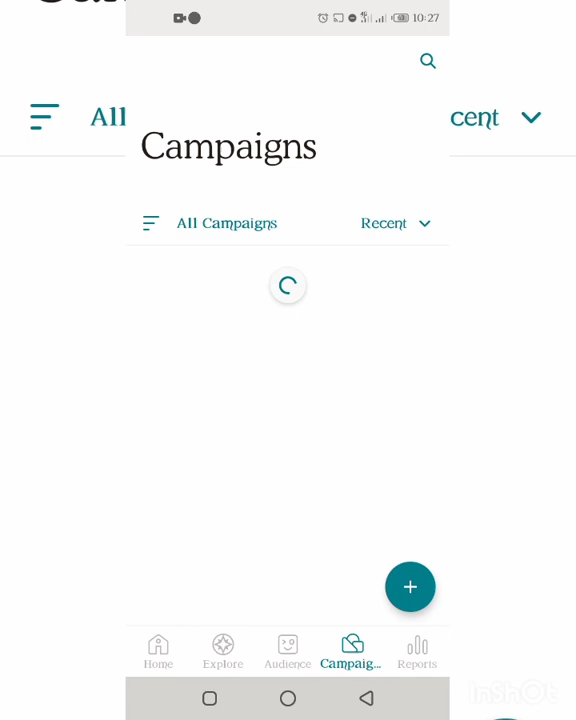 10:27
All
cent
Campaigns
All Campaigns
Recent
Home
Explore
Audience
Campaig...
Reports
InShOt